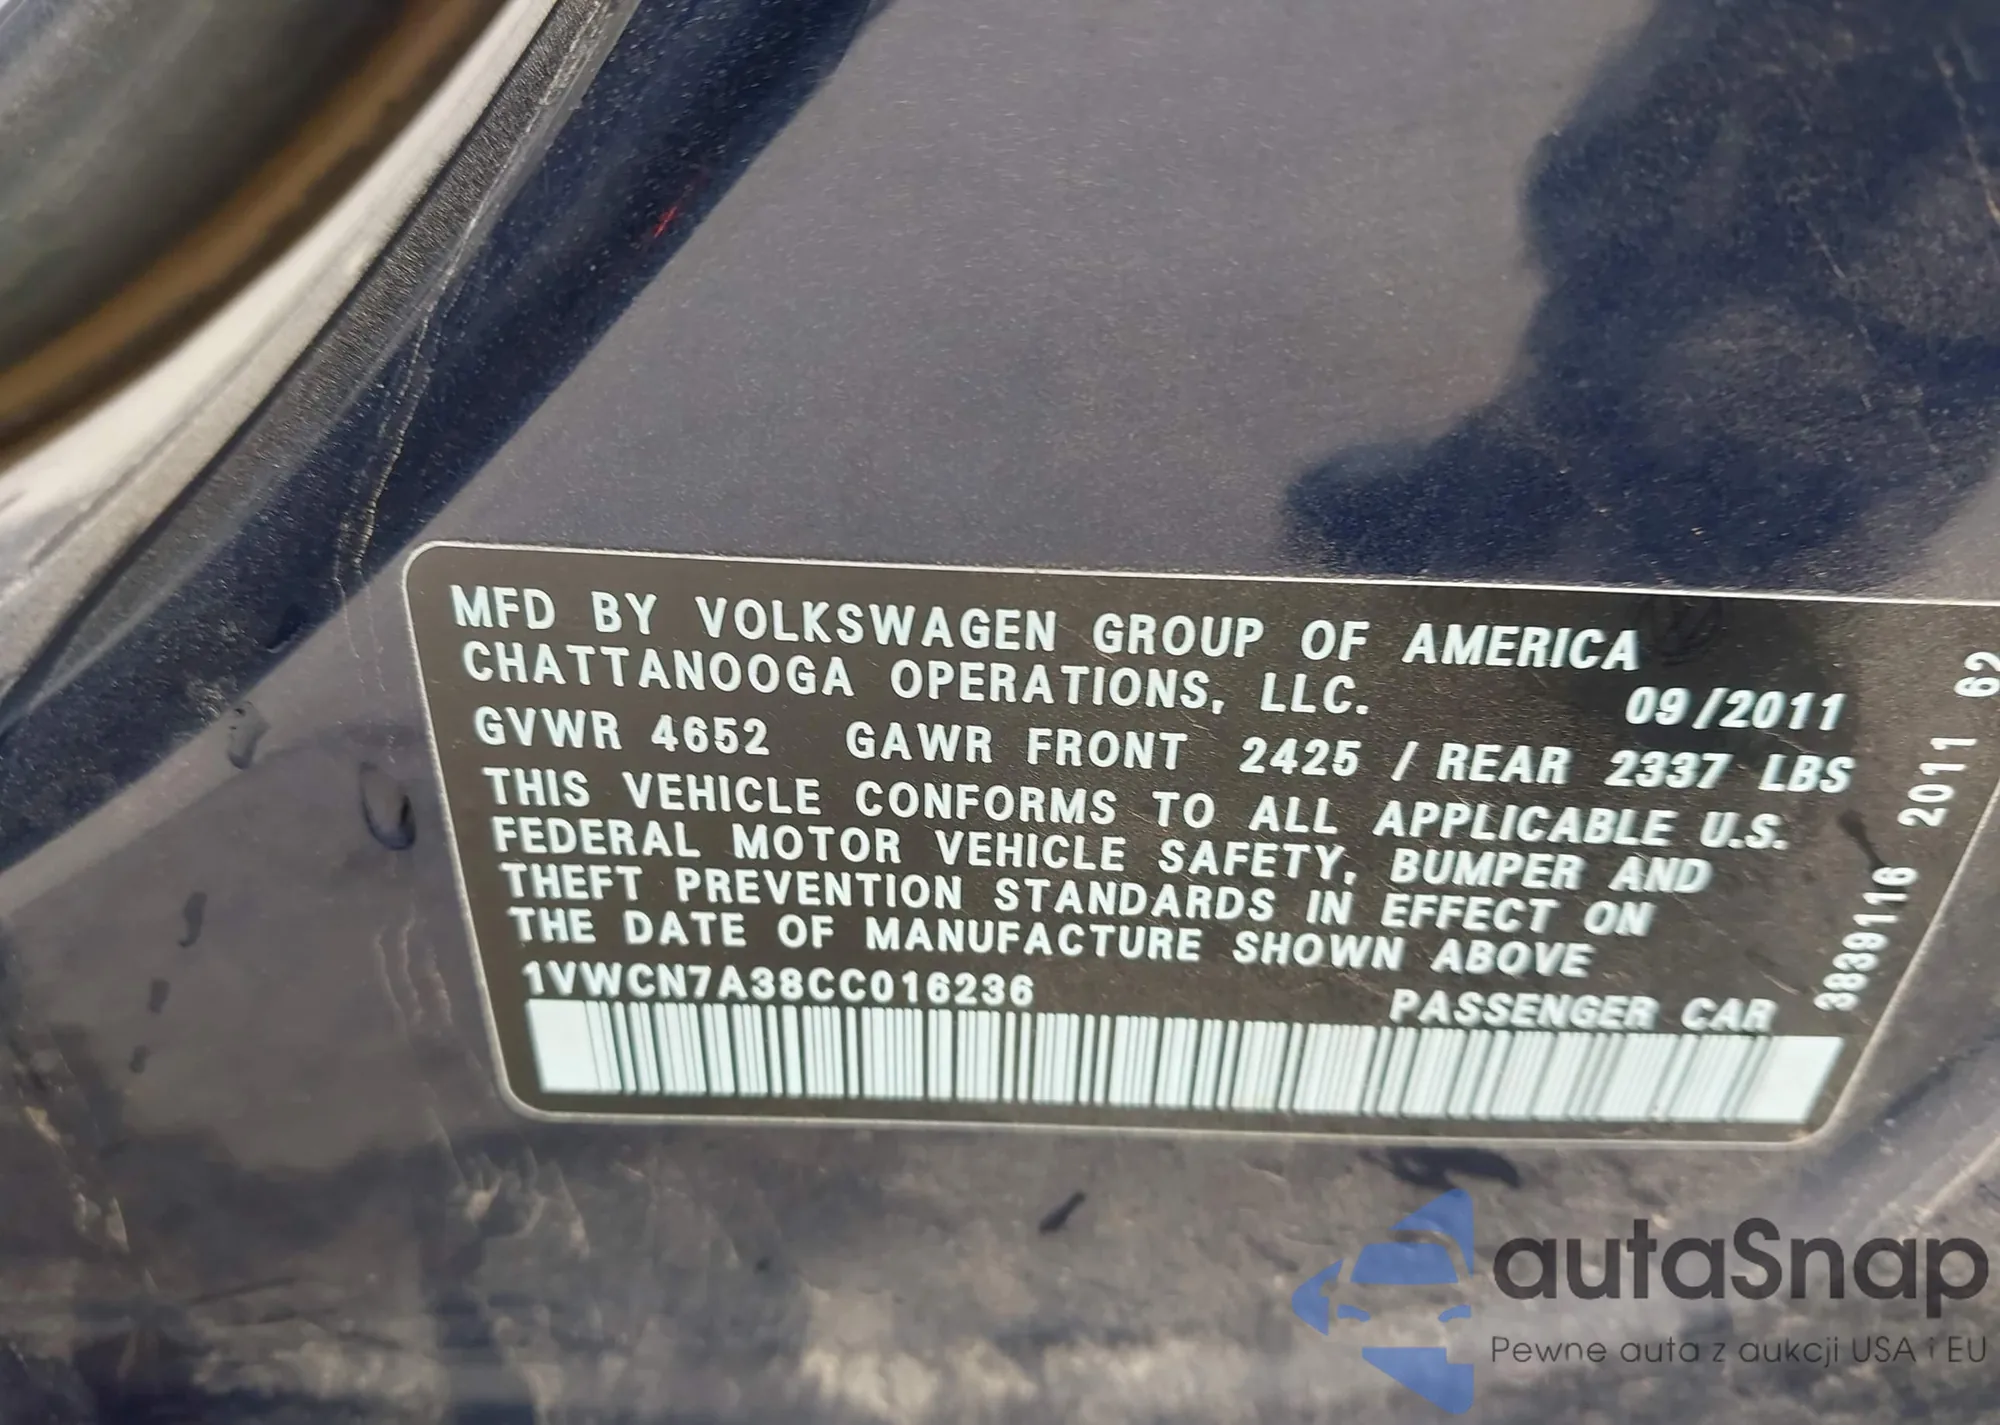 MFD BY VOLKSWAGEN GROUP OF AMERICA
CHATTANOOGA OPERATIONS, LLC.
09/2011
GVWR 4652 GAWR FRONT 2425 / REAR 2337 LBS
THIS VEHICLE CONFORMS TO ALL APPLICABLE U.S.
FEDERAL MOTOR VEHICLE SAFETY, BUMPER AND
THEFT PREVENTION STANDARDS IN EFFECT ON
THE DATE OF MANUFACTURE SHOWN ABOVE
1VWCN7A38CC016236
PASSENGER CAR
3839116 2011 62
autaSnap
Pewne auta z aukcji USA i EU